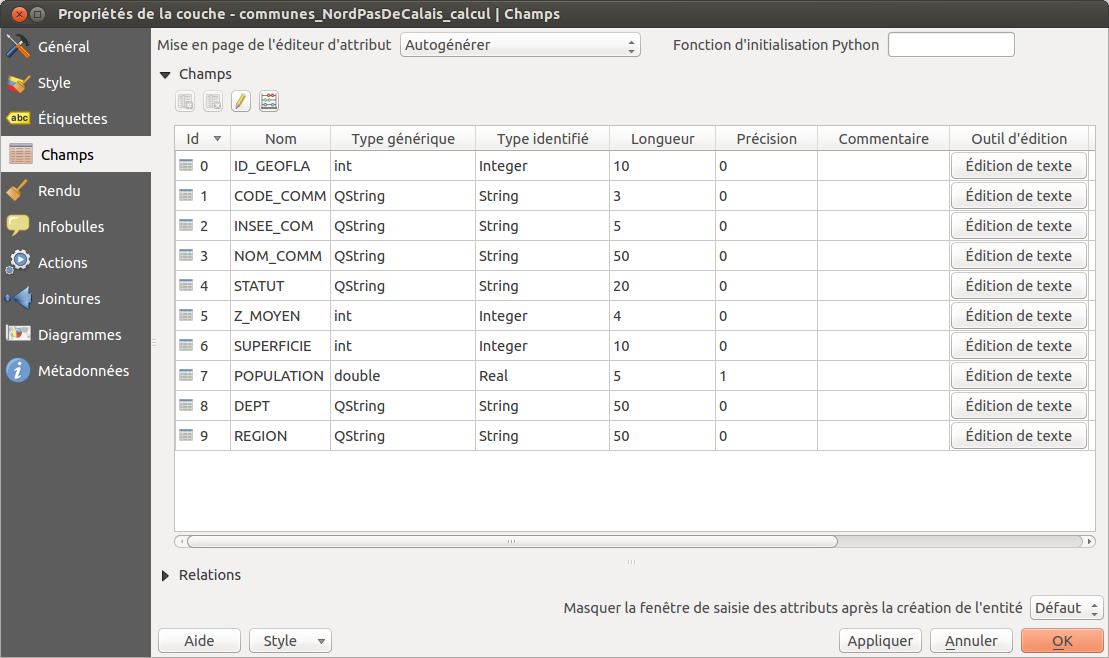 Propriétés de la couche - communes_NordPasDeCalais_calcul | Champs
Général
Style
abc Étiquettes
Champs
Rendu
Infobulles
Actions
Jointures
Diagrammes
Métadonnées
Mise en page de l'éditeur d'attribut Autogénérer Fonction d'initialisation Python
Champs
Id Nom Type générique Type identifié Longueur Précision Commentaire Outil d'édition
0 ID_GEOFLA int Integer 10 0 Édition de texte
1 CODE_COMM QString String 3 0 Édition de texte
2 INSEE_COM QString String 5 0 Édition de texte
3 NOM_COMM QString String 50 0 Édition de texte
4 STATUT QString String 20 0 Édition de texte
5 Z_MOYEN int Integer 4 0 Édition de texte
6 SUPERFICIE int Integer 10 0 Édition de texte
7 POPULATION double Real 5 1 Édition de texte
8 DEPT QString String 50 0 Édition de texte
9 REGION QString String 50 0 Édition de texte
Relations
Masquer la fenêtre de saisie des attributs après la création de l'entité Défaut
Aide Style Appliquer Annuler OK